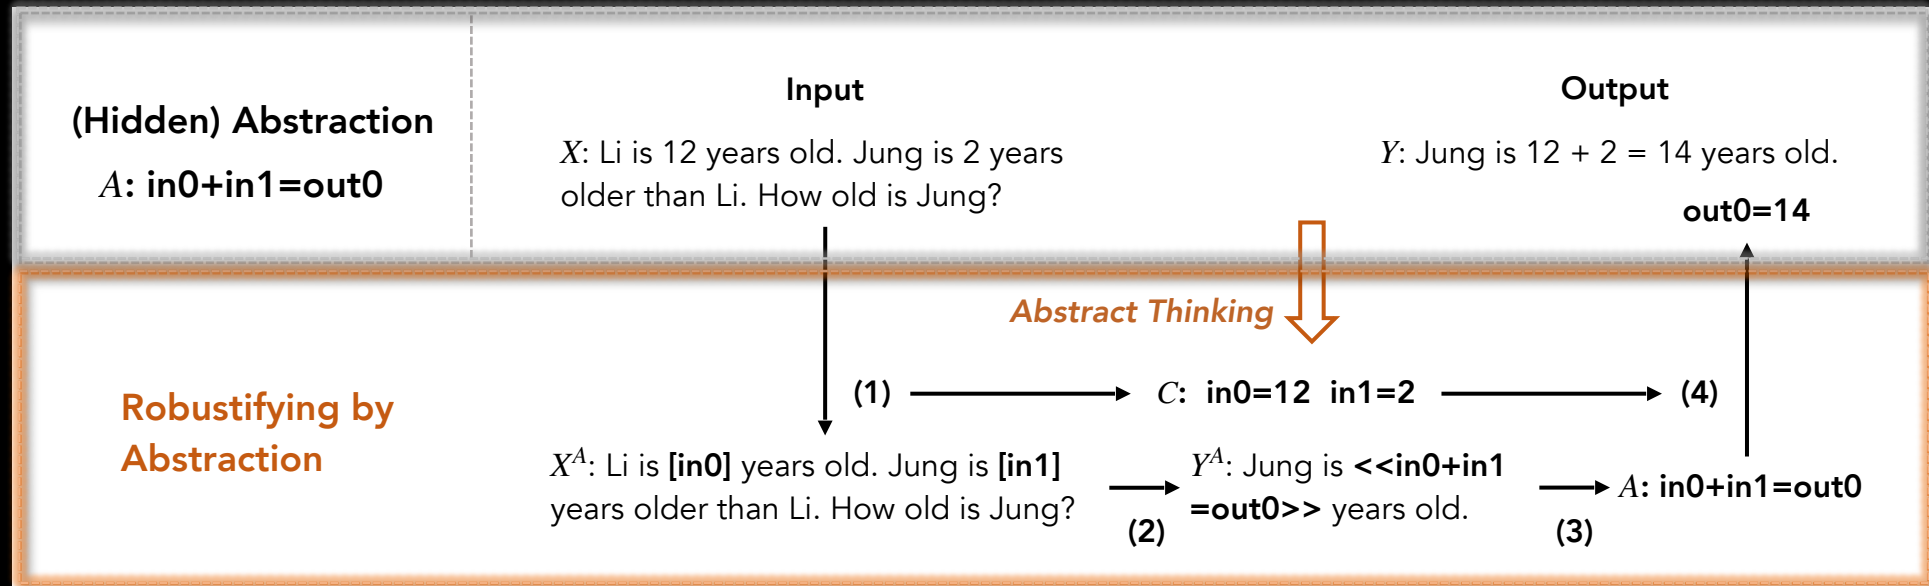 (Hidden) Abstraction
A: in0+in1=out0
Input
X: Li is 12 years old. Jung is 2 years
older than Li. How old is Jung?
Output
Y: Jung is 12 + 2 = 14 years old.
out0=14
Abstract Thinking
Robustifying by
Abstraction
(1)
C: in0=12 in1=2
(4)
X^A: Li is [in0] years old. Jung is [in1]
years older than Li. How old is Jung?
(2)
Y^A: Jung is <<in0+in1
=out0>> years old.
(3)
A: in0+in1=out0